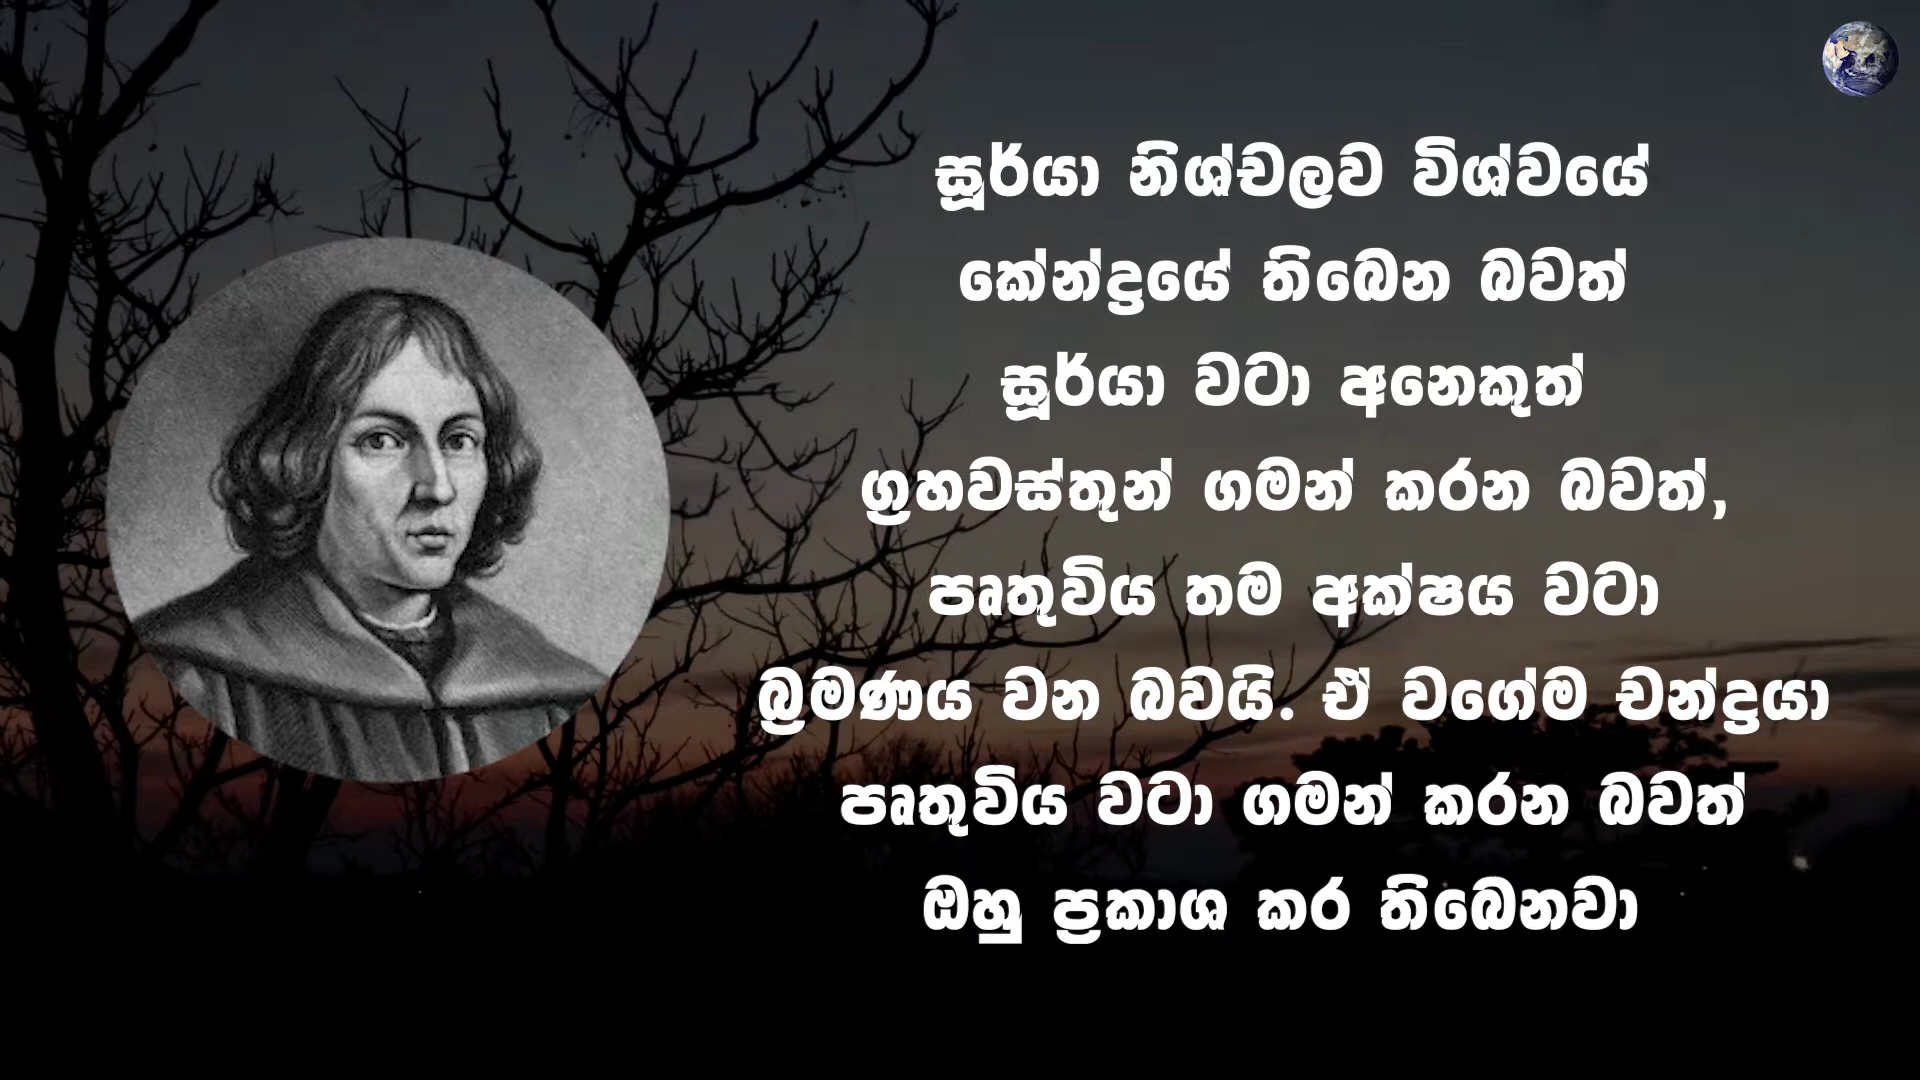 සූර්යා නිශ්චලව විශ්වයේ
කේන්ද්‍රයේ තිබෙන බවත්
සූර්යා වටා අනෙකුත්
ග්‍රහවස්තූන් ගමන් කරන බවත්,
පෘතුවිය තම අක්ෂය වටා
බ්‍රමණය වන බවයි. ඒ වගේම චන්ද්‍රයා
පෘතුවිය වටා ගමන් කරන බවත්
ඔහු ප්‍රකාශ කර තිබෙනවා